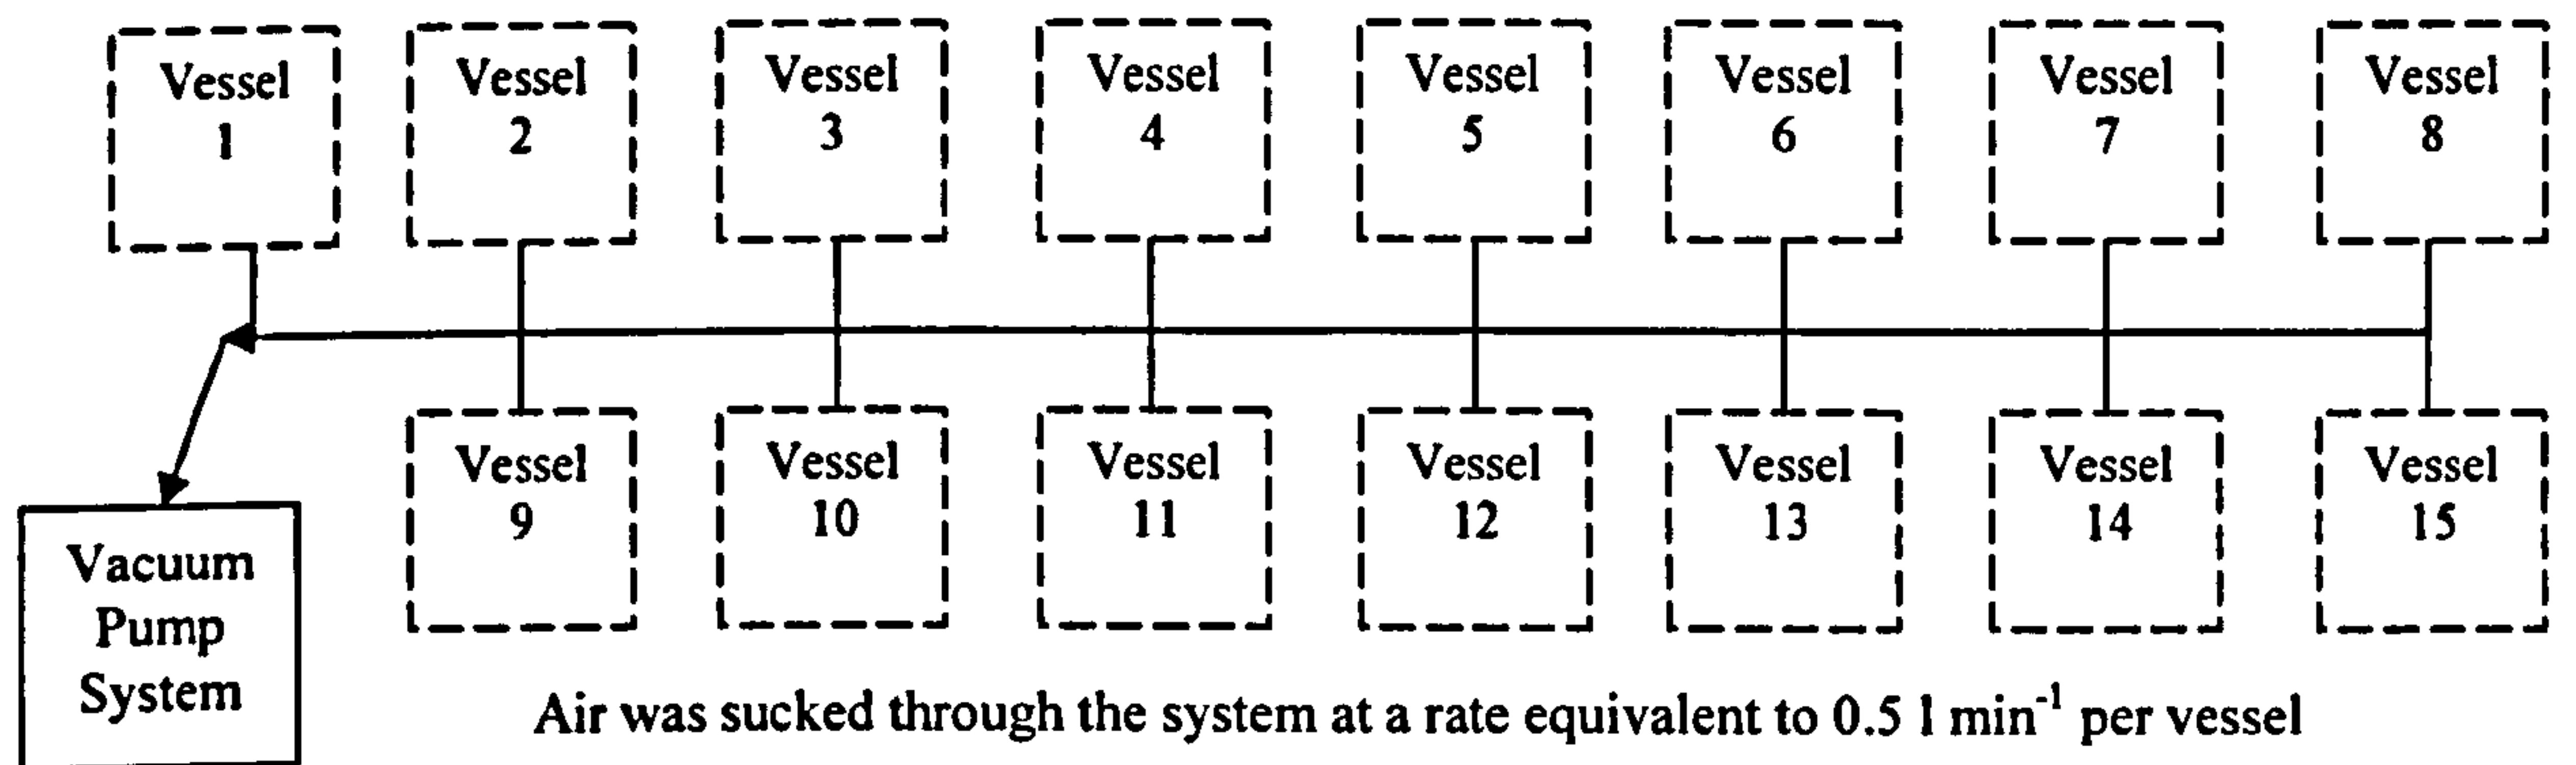 Vessel
1
Vessel
2
Vessel
3
Vessel
4
Vessel
5
Vessel
6
Vessel
7
Vessel
8
Vessel
9
Vessel
10
Vessel
11
Vessel
12
Vessel
13
Vessel
14
Vessel
15
Vacuum
Pump
System
Air was sucked through the system at a rate equivalent to 0.5 l min⁻¹ per vessel